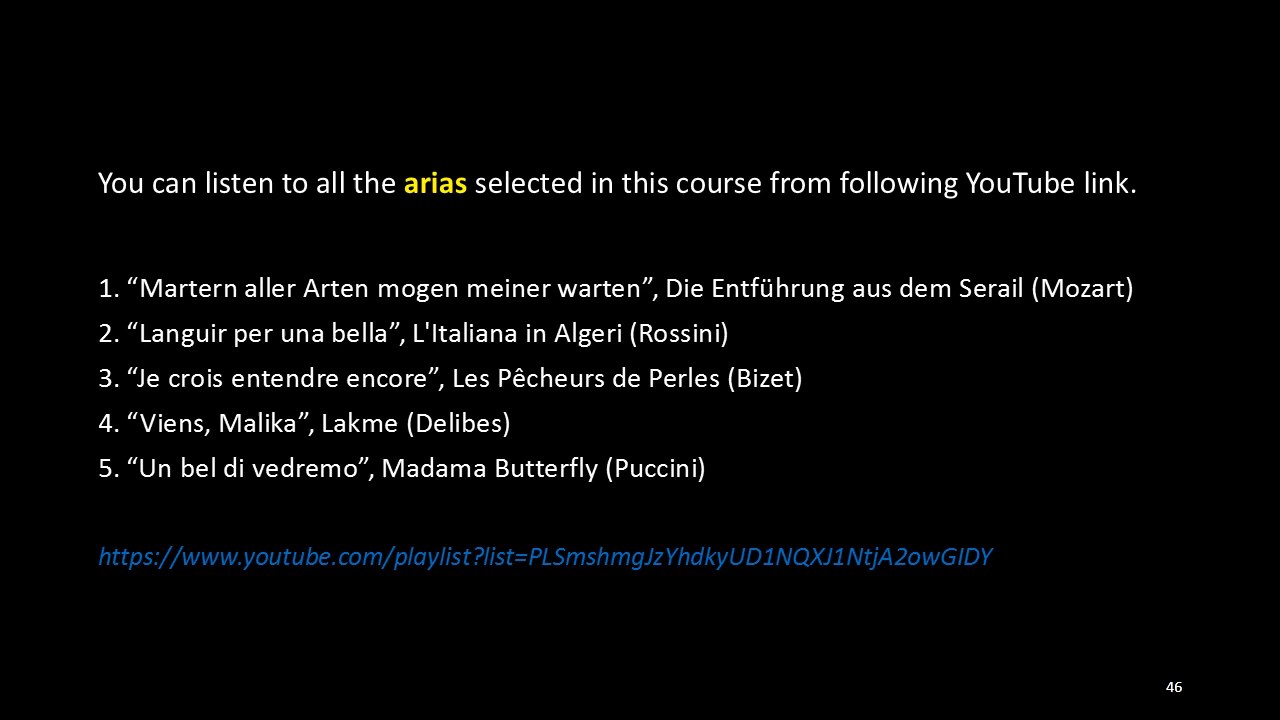 You can listen to all the arias selected in this course from following YouTube link.
1. “Martern aller Arten mogen meiner warten”, Die Entführung aus dem Serail (Mozart)
2. “Languir per una bella”, L'Italiana in Algeri (Rossini)
3. “Je crois entendre encore”, Les Pêcheurs de Perles (Bizet)
4. “Viens, Malika”, Lakme (Delibes)
5. “Un bel di vedremo”, Madama Butterfly (Puccini)
https://www.youtube.com/playlist?list=PLSmshmgJzYhdkyUD1NQXJ1NtjA2owGIDY
46